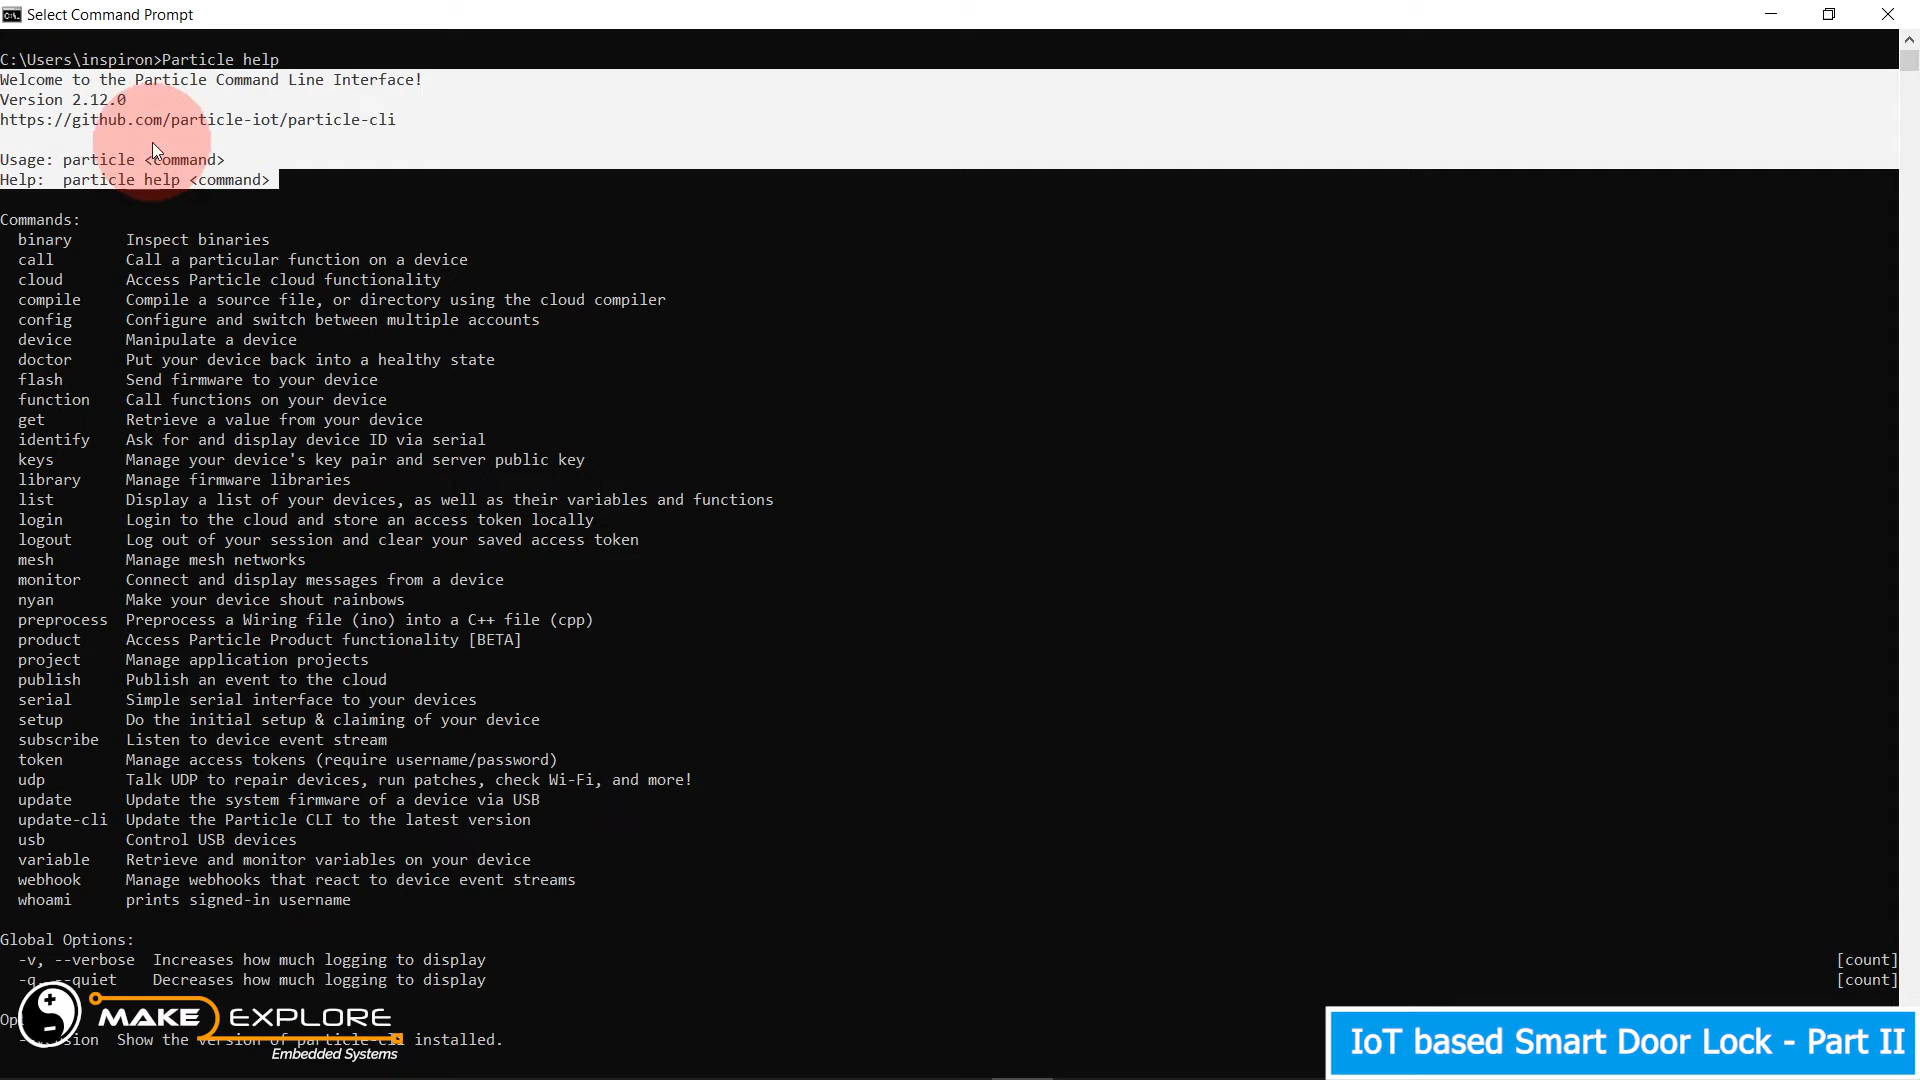 Select Command Prompt
C:\Users\inspiron>Particle help
Welcome to the Particle Command Line Interface!
Version 2.12.0
https://github.com/particle-iot/particle-cli
Usage: particle <command>
Help:  particle help <command>
Commands:
binary      Inspect binaries
call        Call a particular function on a device
cloud       Access Particle cloud functionality
compile     Compile a source file, or directory using the cloud compiler
config      Configure and switch between multiple accounts
device      Manipulate a device
doctor      Put your device back into a healthy state
flash       Send firmware to your device
function    Call functions on your device
get         Retrieve a value from your device
identify    Ask for and display device ID via serial
keys        Manage your device's key pair and server public key
library     Manage firmware libraries
list        Display a list of your devices, as well as their variables and functions
login       Login to the cloud and store an access token locally
logout      Log out of your session and clear your saved access token
mesh        Manage mesh networks
monitor     Connect and display messages from a device
nyan        Make your device shout rainbows
preprocess  Preprocess a Wiring file (ino) into a C++ file (cpp)
product     Access Particle Product functionality [BETA]
project     Manage application projects
publish     Publish an event to the cloud
serial      Simple serial interface to your devices
setup       Do the initial setup & claiming of your device
subscribe   Listen to device event stream
token       Manage access tokens (require username/password)
udp         Talk UDP to repair devices, run patches, check Wi-Fi, and more!
update      Update the system firmware of a device via USB
update-cli  Update the Particle CLI to the latest version
usb         Control USB devices
variable    Retrieve and monitor variables on your device
webhook     Manage webhooks that react to device event streams
whoami      prints signed-in username
Global Options:
-v, --verbose  Increases how much logging to display [count]
-q, --quiet    Decreases how much logging to display [count]
MAKE EXPLORE
Show the version of particle-cli installed.
Embedded Systems
IoT based Smart Door Lock - Part II